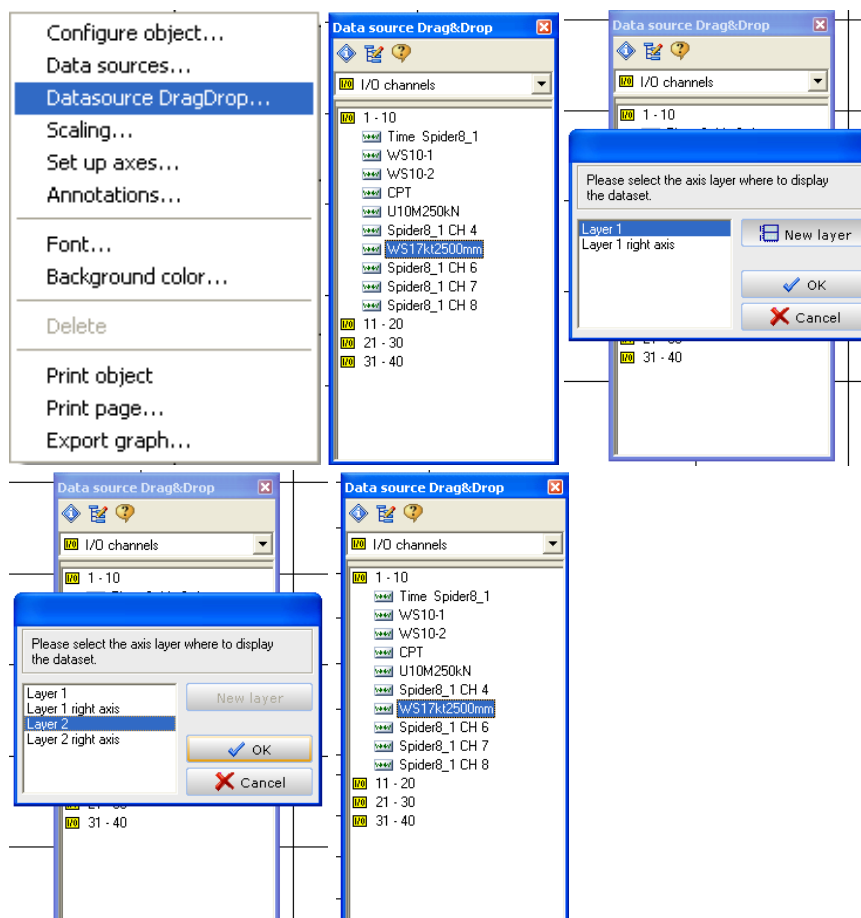 Configure object...
Data sources...
Datasource DragDrop...
Scaling...
Set up axes...
Annotations...
Font...
Background color...
Delete
Print object
Print page...
Export graph...
Data source Drag&Drop
I/O channels
1 - 10
Time Spider8_1
WS10-1
WS10-2
CPT
U10M250kN
Spider8_1 CH 4
WS17kt2500mm
Spider8_1 CH 6
Spider8_1 CH 7
Spider8_1 CH 8
11 - 20
21 - 30
31 - 40
Data source Drag&Drop
I/O channels
1 - 10
Please select the axis layer where to display
the dataset.
Layer 1
Layer 1 right axis
New layer
OK
Cancel
31 - 40
Data source Drag&Drop
I/O channels
1 - 10
Please select the axis layer where to display
the dataset.
Layer 1
Layer 1 right axis
Layer 2
Layer 2 right axis
New layer
OK
Cancel
31 - 40
Data source Drag&Drop
I/O channels
1 - 10
Time Spider8_1
WS10-1
WS10-2
CPT
U10M250kN
Spider8_1 CH 4
WS17kt2500mm
Spider8_1 CH 6
Spider8_1 CH 7
Spider8_1 CH 8
11 - 20
21 - 30
31 - 40